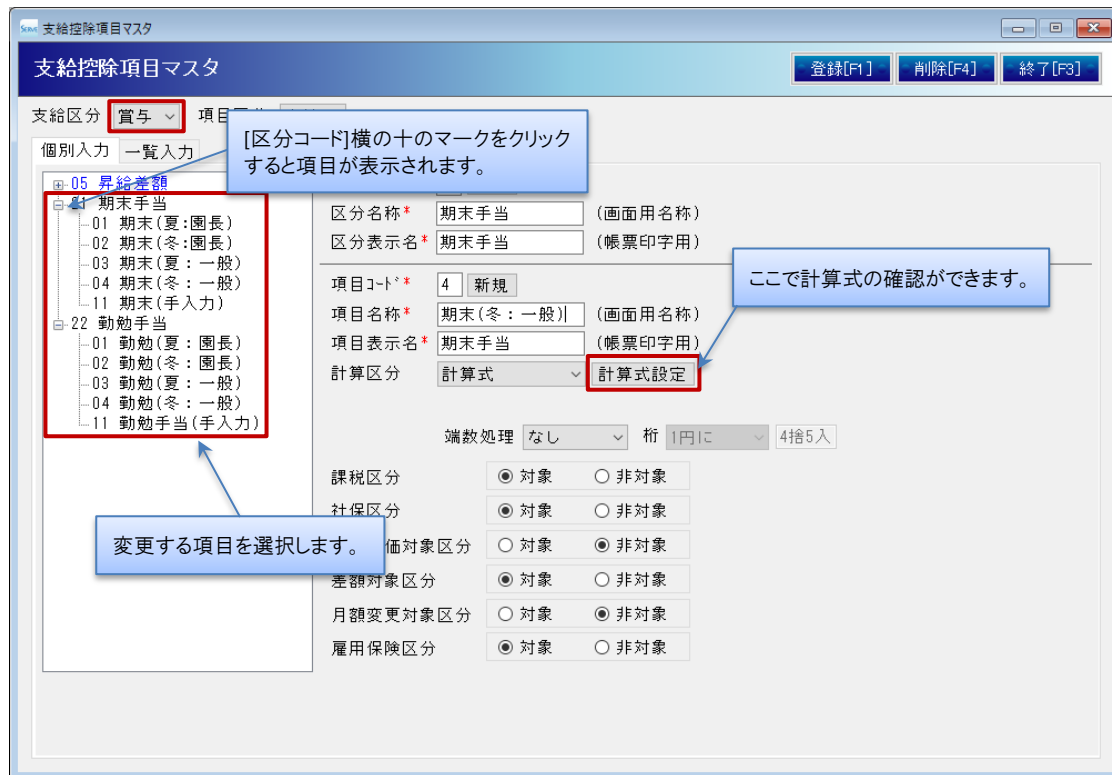 支給控除項目マスタ
支給控除項目マスタ
登録[F1]
削除[F4]
終了[F3]
支給区分 賞与
個別入力 一覧入力
[区分コード]横の十のマークをクリック
すると項目が表示されます。
05 昇給差額
期末手当
01 期末(夏:園長)
02 期末(冬:園長)
03 期末(夏：一般)
04 期末(冬：一般)
11 期末(手入力)
22 勤勉手当
01 勤勉(夏：園長)
02 勤勉(冬：園長)
03 勤勉(夏：一般)
04 勤勉(冬：一般)
11 勤勉手当(手入力)
変更する項目を選択します。
区分名称* 期末手当 (画面用名称)
区分表示名* 期末手当 (帳票印字用)
ここで計算式の確認ができます。
項目ｺｰﾄﾞ* 4 新規
項目名称* 期末(冬：一般) (画面用名称)
項目表示名* 期末手当 (帳票印字用)
計算区分 計算式 計算式設定
端数処理 なし 桁 1円に 4捨5入
課税区分 対象 非対象
社保区分 対象 非対象
価対象区分 対象 非対象
差額対象区分 対象 非対象
月額変更対象区分 対象 非対象
雇用保険区分 対象 非対象